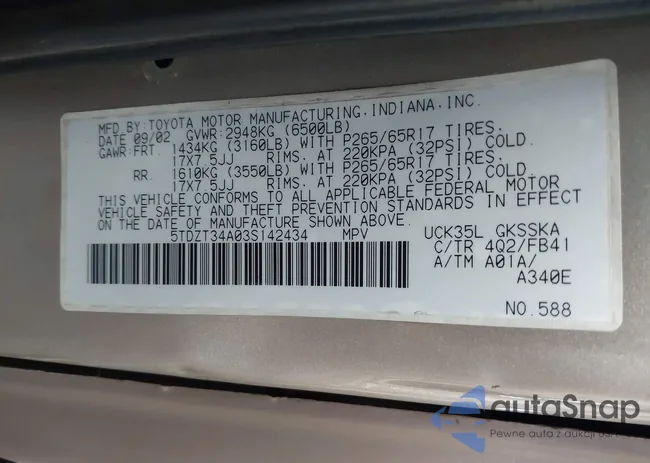 MFD.BY:TOYOTA MOTOR MANUFACTURING,INDIANA,INC.
DATE 09/02 GVWR:2948KG (6500LB)
GAWR:FRT. 1434KG (3160LB) WITH P265/65R17 TIRES.
17X7.5JJ RIMS. AT 220KPA (32PSI) COLD.
RR. 1610KG (3550LB) WITH P265/65R17 TIRES.
17X7.5JJ RIMS. AT 220KPA (32PSI) COLD.
THIS VEHICLE CONFORMS TO ALL APPLICABLE FEDERAL MOTOR
VEHICLE SAFETY AND THEFT PREVENTION STANDARDS IN EFFECT
ON THE DATE OF MANUFACTURE SHOWN ABOVE.
5TDZT34A03S142434 MPV
UCK35L GKSSKA
C/TR 4Q2/FB41
A/TM A01A/
A340E
NO.588
autaSnap
Pewne auta z aukcji